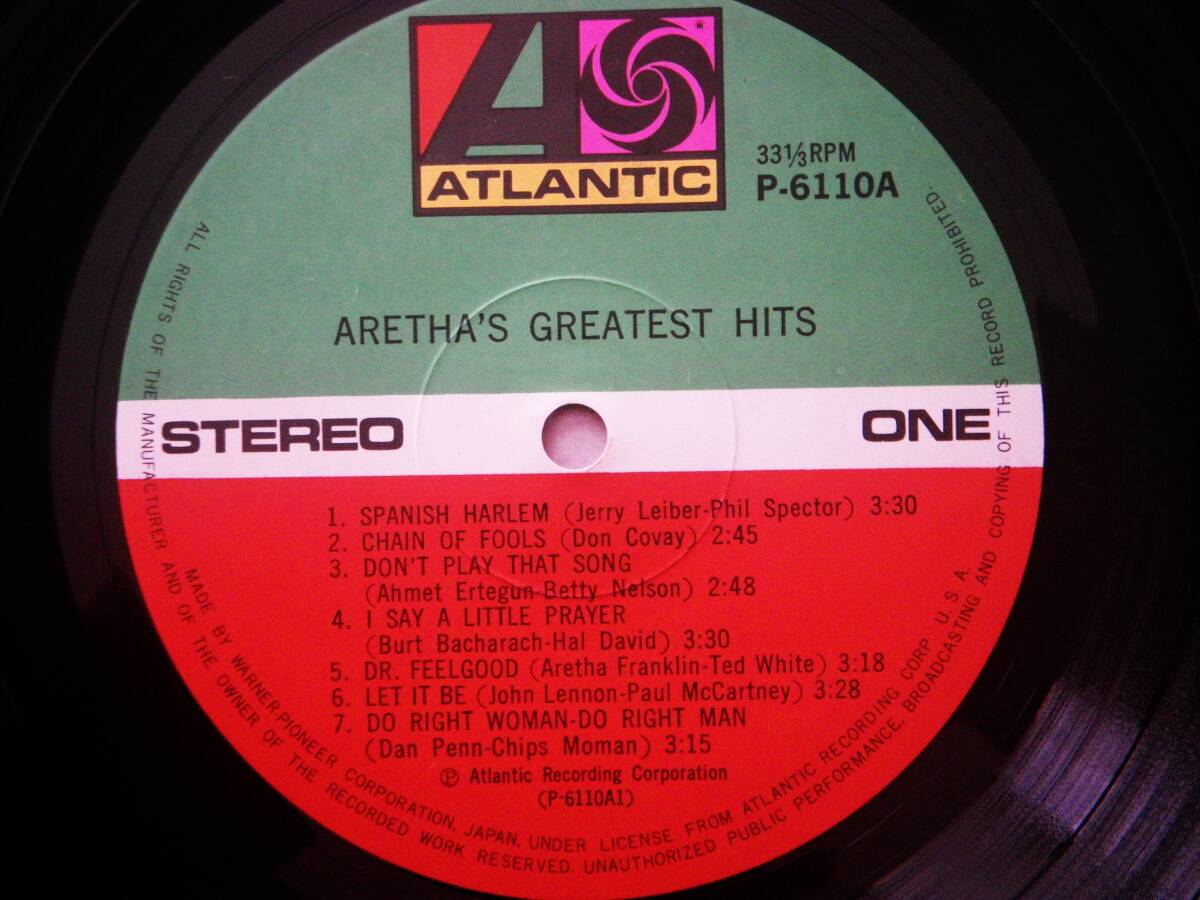 A
®
ATLANTIC
33⅓RPM
P-6110A
ARETHA'S GREATEST HITS
STEREO
ONE
1. SPANISH HARLEM (Jerry Leiber-Phil Spector) 3:30
2. CHAIN OF FOOLS (Don Covay) 2:45
3. DON'T PLAY THAT SONG
(Ahmet Ertegun-Betty Nelson) 2:48
4. I SAY A LITTLE PRAYER
(Burt Bacharach-Hal David) 3:30
5. DR. FEELGOOD (Aretha Franklin-Ted White) 3:18
6. LET IT BE (John Lennon-Paul McCartney) 3:28
7. DO RIGHT WOMAN-DO RIGHT MAN
(Dan Penn-Chips Moman) 3:15
Ⓟ Atlantic Recording Corporation
(P-6110A1)
MADE BY WARNER-PIONEER CORPORATION, JAPAN, UNDER LICENSE FROM ATLANTIC RECORDING CORP. U. S. A.
ALL RIGHTS OF THE MANUFACTURER AND OF THE OWNER OF THE RECORDED WORK RESERVED. UNAUTHORIZED PUBLIC PERFORMANCE, BROADCASTING AND COPYING OF THIS RECORD PROHIBITED.